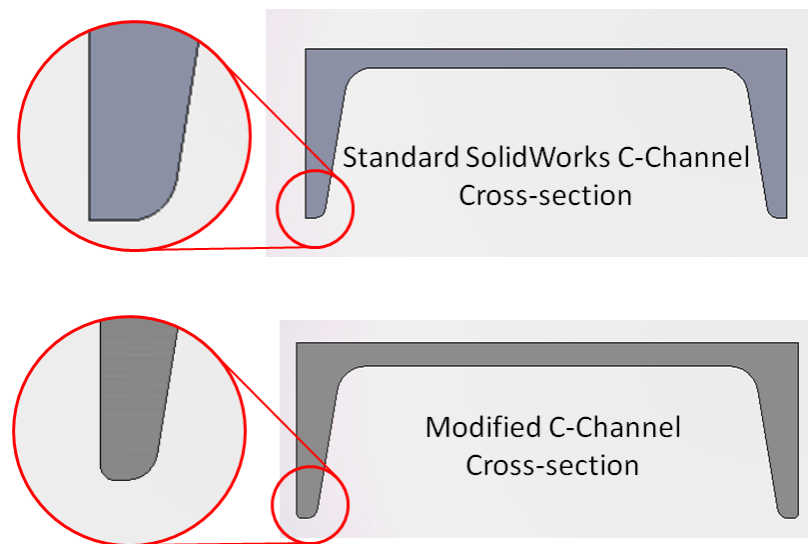 Standard SolidWorks C-Channel
Cross-section
Modified C-Channel
Cross-section